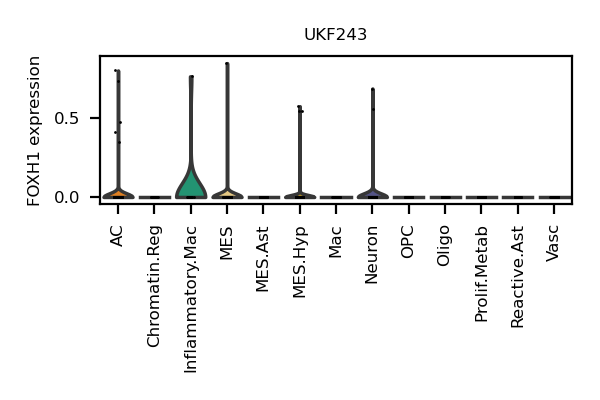 UKF243
FOXH1 expression
0.5
0.0
AC
Chromatin.Reg
Inflammatory.Mac
MES
MES.Ast
MES.Hyp
Mac
Neuron
OPC
Oligo
Prolif.Metab
Reactive.Ast
Vasc